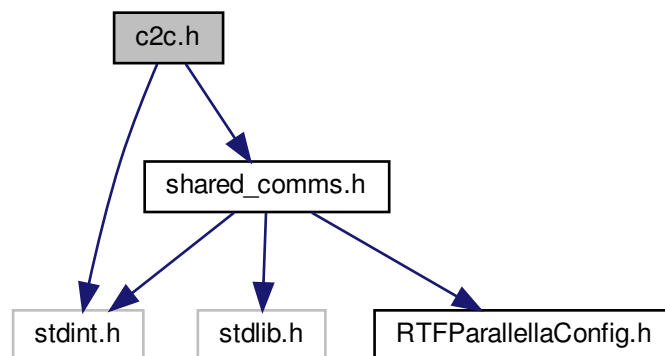 c2c.h
shared_comms.h
stdint.h
stdlib.h
RTFParallellaConfig.h